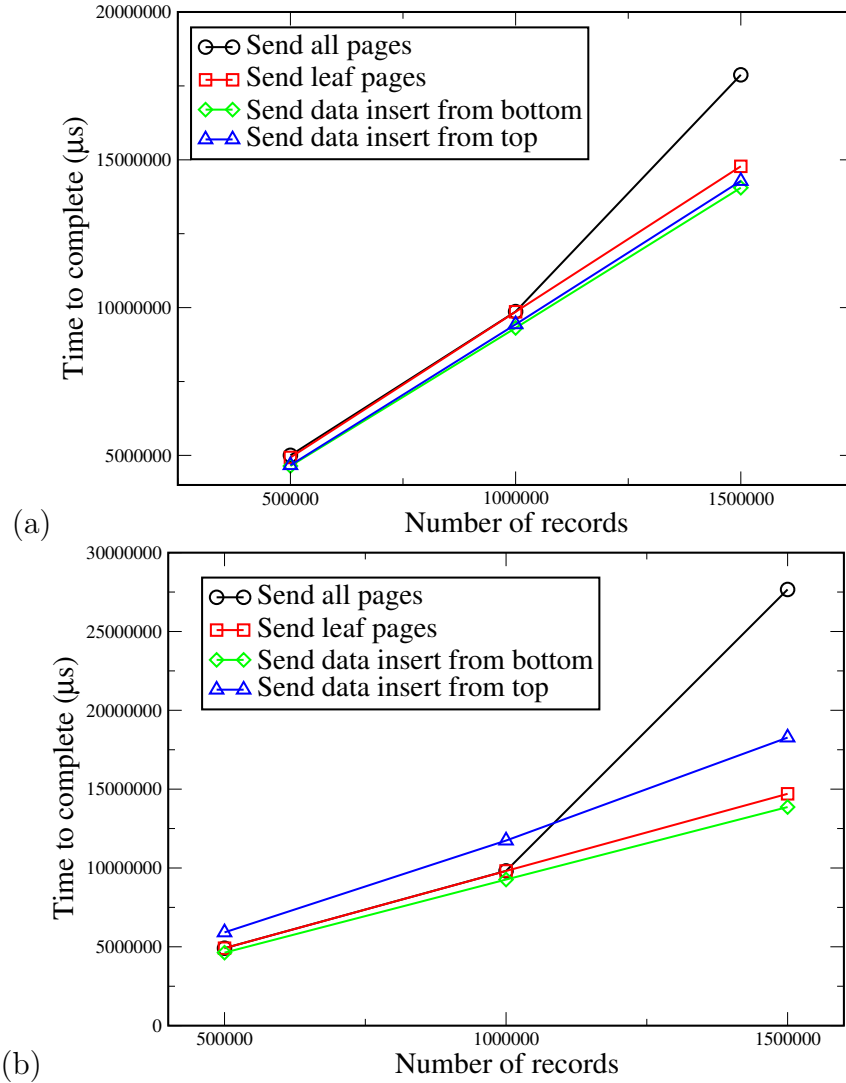 20000000
Send all pages
Send leaf pages
Send data insert from bottom
Send data insert from top
15000000
10000000
5000000
Time to complete (μs)
500000 1000000 1500000
Number of records
(a)
30000000
Send all pages
Send leaf pages
Send data insert from bottom
Send data insert from top
25000000
20000000
15000000
10000000
5000000
0
Time to complete (μs)
500000 1000000 1500000
Number of records
(b)